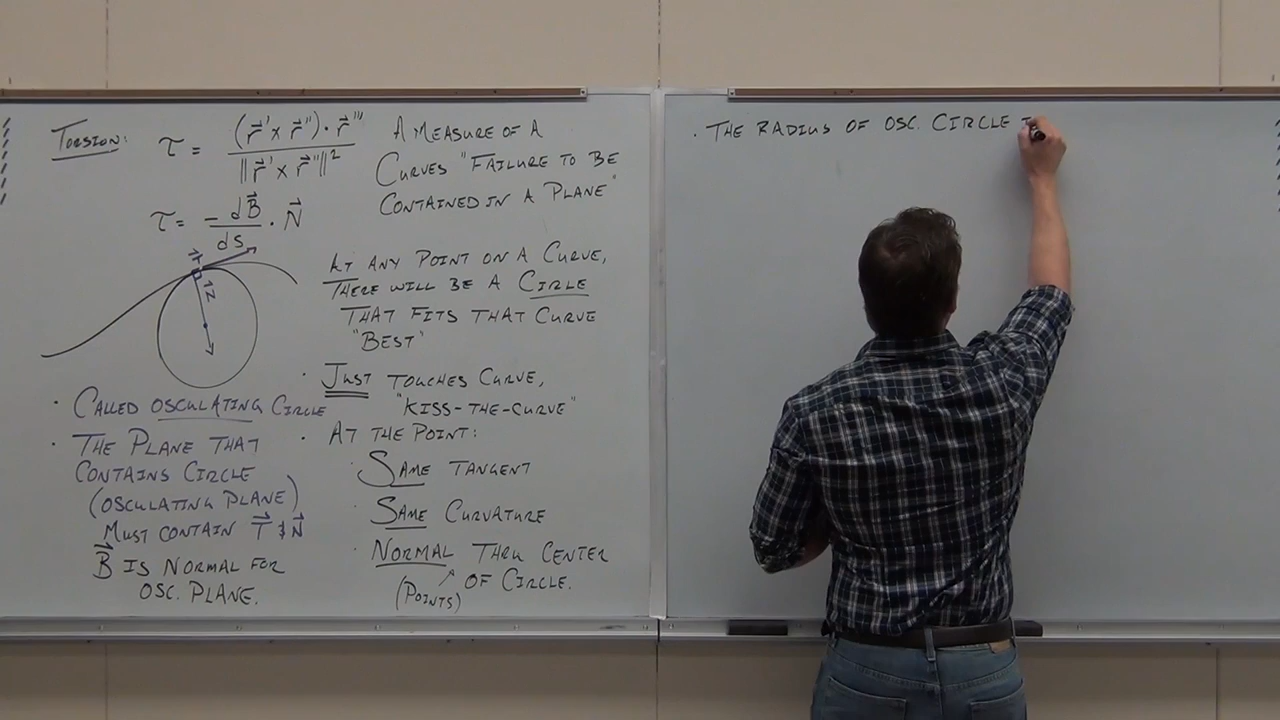 TORSION: τ = (r⃗' × r⃗'') · r⃗''' / ||r⃗' × r⃗''||²
τ = -dB⃗/ds · N⃗
A MEASURE OF A
CURVES "FAILURE TO BE
CONTAINED IN A PLANE"
AT ANY POINT ON A CURVE,
THERE WILL BE A CIRLE
THAT FITS THAT CURVE
"BEST"
T⃗
N⃗
· CALLED OSCULATING CIRCLE
· THE PLANE THAT
CONTAINS CIRCLE
(OSCULATING PLANE)
MUST CONTAIN T⃗ & N⃗
B⃗ IS NORMAL FOR
OSC. PLANE.
· JUST TOUCHES CURVE,
"KISS-THE-CURVE"
· AT THE POINT:
· SAME TANGENT
· SAME CURVATURE
· NORMAL THRU CENTER
(POINTS) OF CIRCLE.
· THE RADIUS OF OSC. CIRCLE